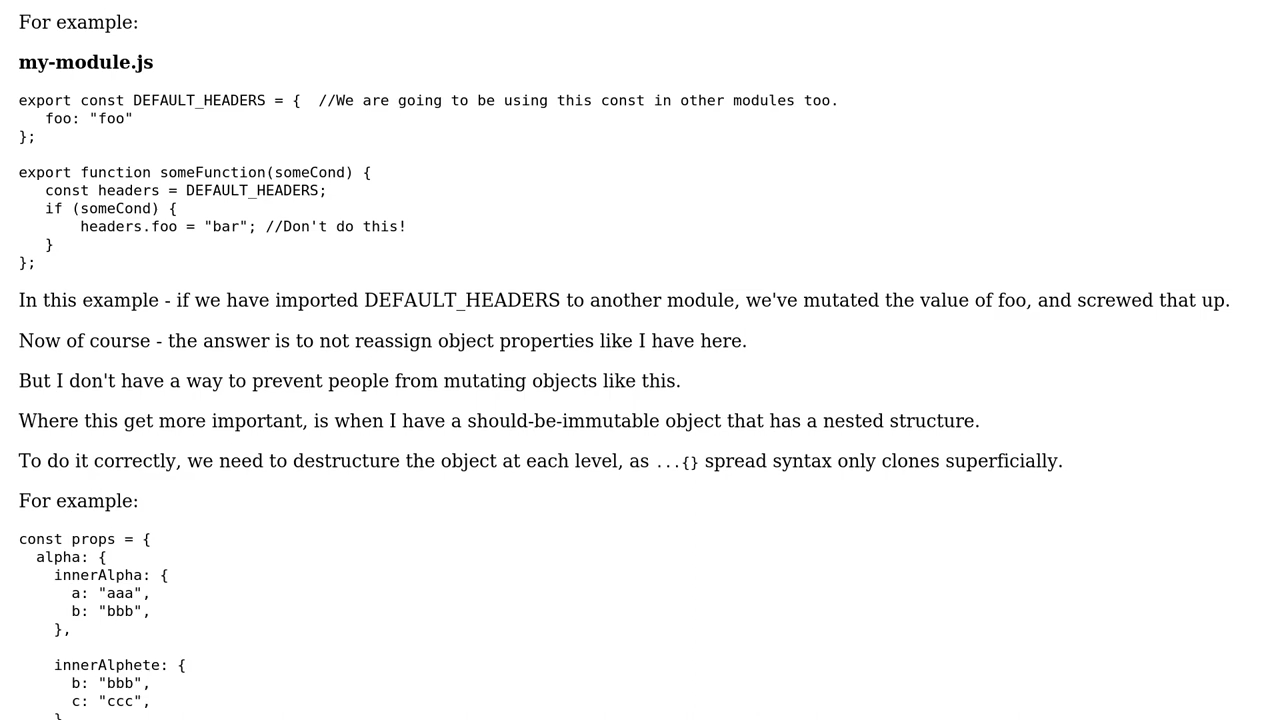 For example:
my-module.js
export const DEFAULT_HEADERS = {  //We are going to be using this const in other modules too.
   foo: "foo"
};
export function someFunction(someCond) {
   const headers = DEFAULT_HEADERS;
   if (someCond) {
       headers.foo = "bar"; //Don't do this!
   }
};
In this example - if we have imported DEFAULT_HEADERS to another module, we've mutated the value of foo, and screwed that up.
Now of course - the answer is to not reassign object properties like I have here.
But I don't have a way to prevent people from mutating objects like this.
Where this get more important, is when I have a should-be-immutable object that has a nested structure.
To do it correctly, we need to destructure the object at each level, as ...{} spread syntax only clones superficially.
For example:
const props = {
  alpha: {
    innerAlpha: {
      a: "aaa",
      b: "bbb",
    },
    innerAlphete: {
      b: "bbb",
      c: "ccc",
    }